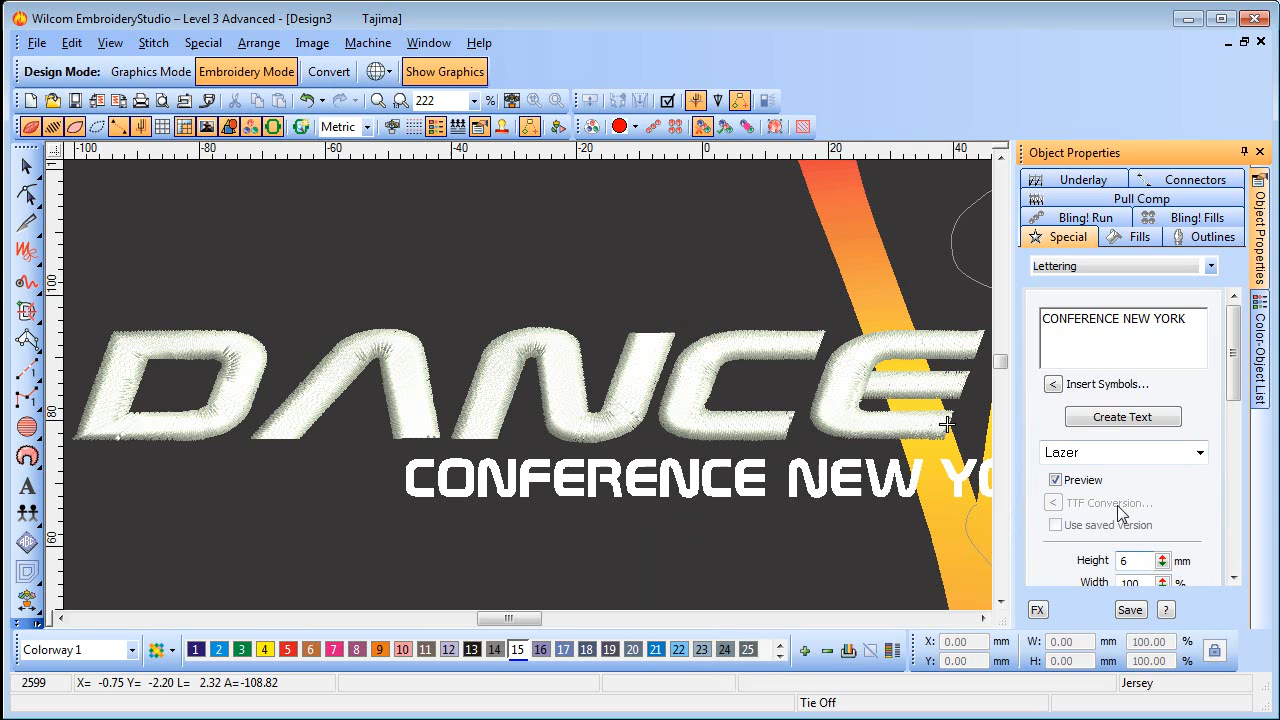 Wilcom EmbroideryStudio – Level 3 Advanced - [Design3 Tajima]
File Edit View Stitch Special Arrange Image Machine Window Help
Design Mode: Graphics Mode Embroidery Mode Convert Show Graphics
222 %
Metric
-100 -80 -60 -40 -20 0 20 40
100
80
60
DANCE
CONFERENCE NEW YO
Object Properties
Underlay Connectors
Pull Comp
Bling! Run Bling! Fills
Special Fills Outlines
Lettering
CONFERENCE NEW YORK
< Insert Symbols...
Create Text
Lazer
Preview
< TTF Conversion...
Use saved version
Height 6 mm
Width 100 %
FX Save ?
Object Properties
Color-Object List
Colorway 1
1 2 3 4 5 6 7 8 9 10 11 12 13 14 15 16 17 18 19 20 21 22 23 24 25
X: 0.00 mm W: 0.00 mm 100.00 %
Y: 0.00 mm H: 0.00 mm 100.00 %
2599 X= -0.75 Y= -2.20 L= 2.32 A=-108.82 Jersey
Tie Off